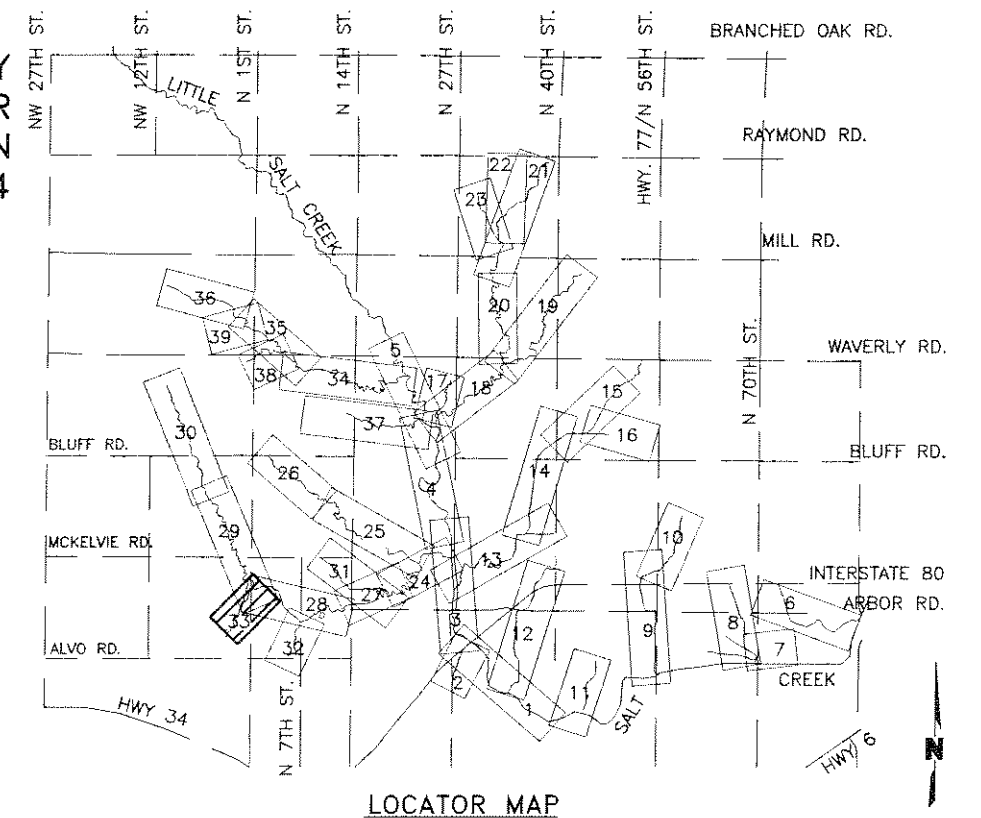 Y
R
N
4
NW 27TH ST.
NW 12TH ST.
N 1ST ST.
N 14TH ST.
N 27TH ST.
N 40TH ST.
HWY. 77/N 56TH ST.
BRANCHED OAK RD.
LITTLE
SALT CREEK
RAYMOND RD.
22
21
23
MILL RD.
36
35
39
20
19
5
WAVERLY RD.
38
34
17
18
N 70TH ST.
15
30
37
16
BLUFF RD.
BLUFF RD.
26
14
4
29
25
10
MCKELVIE RD.
13
31
24
INTERSTATE 80
27
28
6
ARBOR RD.
33
3
12
9
8
ALVO RD.
32
7
2
11
CREEK
1
SALT
HWY 34
N 7TH ST.
HWY 6
N
LOCATOR MAP